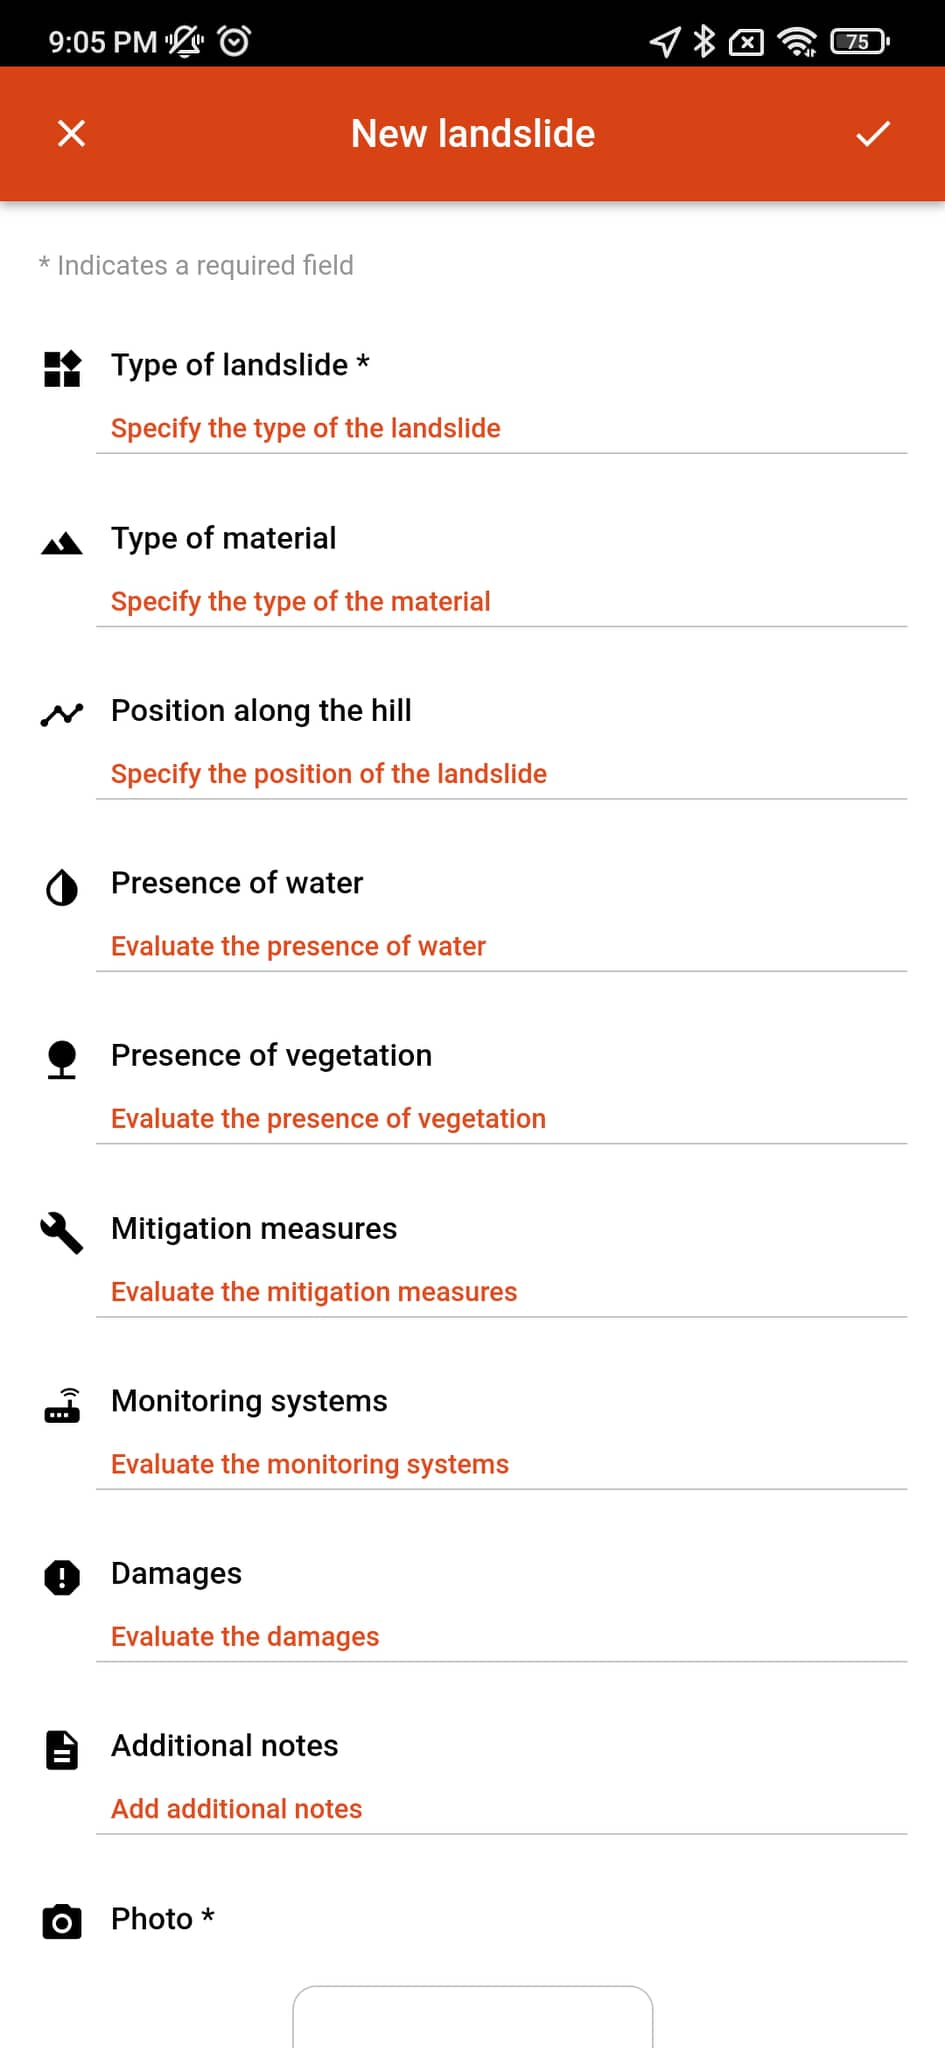 9:05 PM 75
New landslide
* Indicates a required field
Type of landslide *
Specify the type of the landslide
Type of material
Specify the type of the material
Position along the hill
Specify the position of the landslide
Presence of water
Evaluate the presence of water
Presence of vegetation
Evaluate the presence of vegetation
Mitigation measures
Evaluate the mitigation measures
Monitoring systems
Evaluate the monitoring systems
Damages
Evaluate the damages
Additional notes
Add additional notes
Photo *